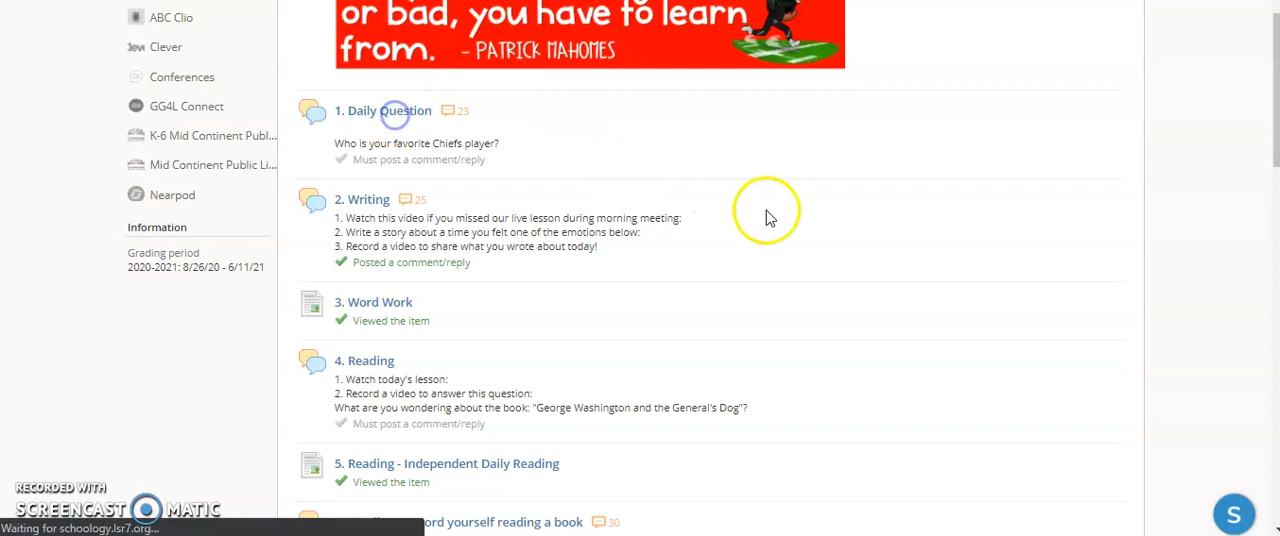 ABC Clio
Clever
Conferences
GG4L Connect
K-6 Mid Continent Publ...
Mid Continent Public Li...
Nearpod
Information
Grading period
2020-2021: 8/26/20 - 6/11/21
or bad, you have to learn
from. - PATRICK MAHOMES
1. Daily Question 23
Who is your favorite Chiefs player?
Must post a comment/reply
2. Writing 25
1. Watch this video if you missed our live lesson during morning meeting:
2. Write a story about a time you felt one of the emotions below:
3. Record a video to share what you wrote about today!
Posted a comment/reply
3. Word Work
Viewed the item
4. Reading
1. Watch today's lesson:
2. Record a video to answer this question:
What are you wondering about the book: "George Washington and the General's Dog"?
Must post a comment/reply
5. Reading - Independent Daily Reading
Viewed the item
ord yourself reading a book 30
RECORDED WITH
SCREENCAST MATIC
Waiting for schoology.lsr7.org...
S